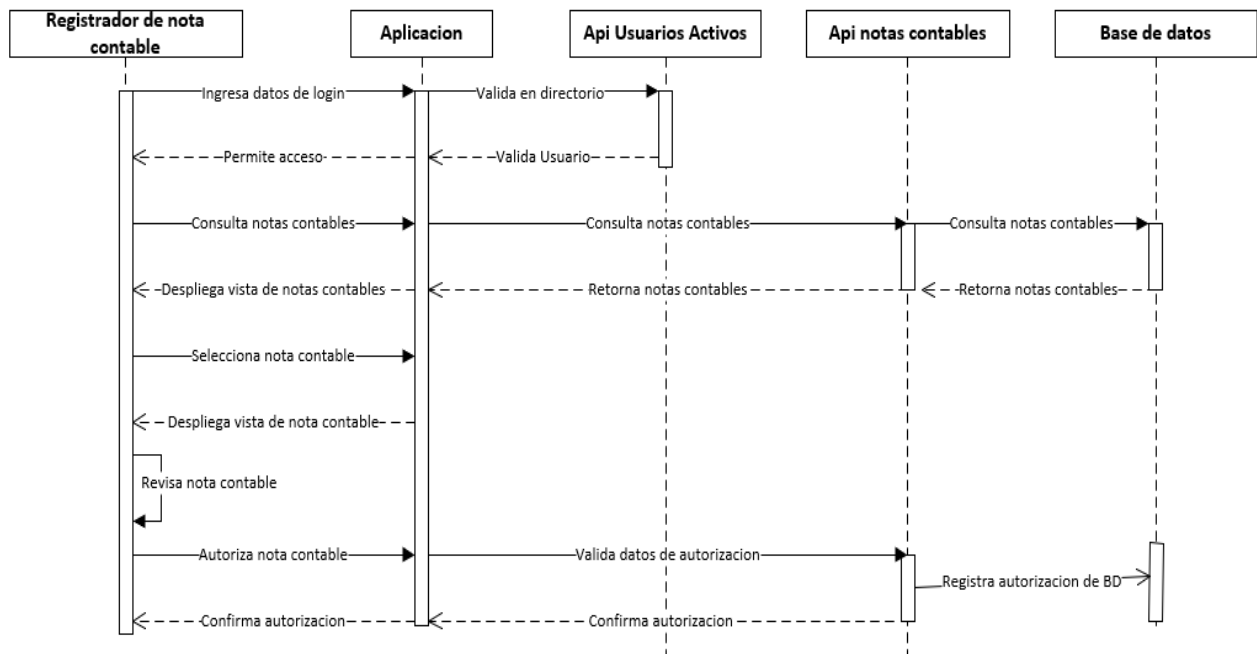 Registrador de nota
contable
Aplicacion
Api Usuarios Activos
Api notas contables
Base de datos
Ingresa datos de login
Valida en directorio
Permite acceso
Valida Usuario
Consulta notas contables
Consulta notas contables
Consulta notas contables
Despliega vista de notas contables
Retorna notas contables
Retorna notas contables
Selecciona nota contable
Despliega vista de nota contable
Revisa nota contable
Autoriza nota contable
Valida datos de autorizacion
Registra autorizacion de BD
Confirma autorizacion
Confirma autorizacion